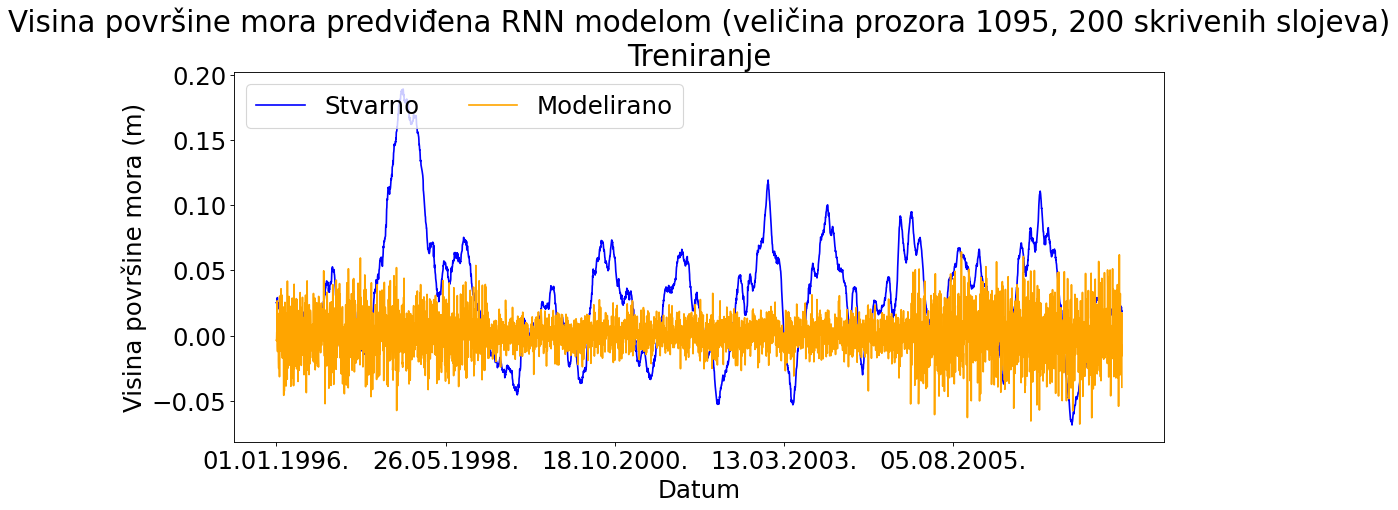 Visina površine mora predviđena RNN modelom (veličina prozora 1095, 200 skrivenih slojeva)
Treniranje
Stvarno
Modelirano
Visina površine mora (m)
0.20
0.15
0.10
0.05
0.00
−0.05
01.01.1996.
26.05.1998.
18.10.2000.
13.03.2003.
05.08.2005.
Datum